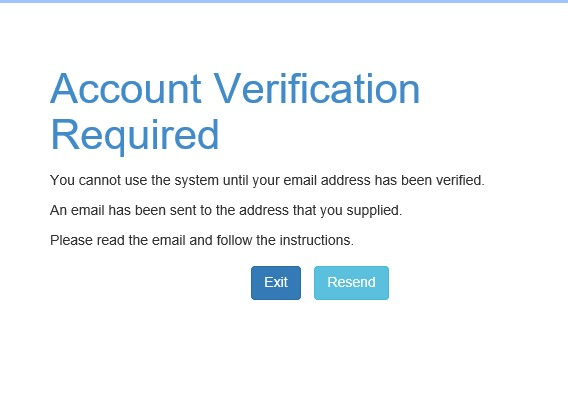 Account Verification
Required
You cannot use the system until your email address has been verified.
An email has been sent to the address that you supplied.
Please read the email and follow the instructions.
Exit Resend